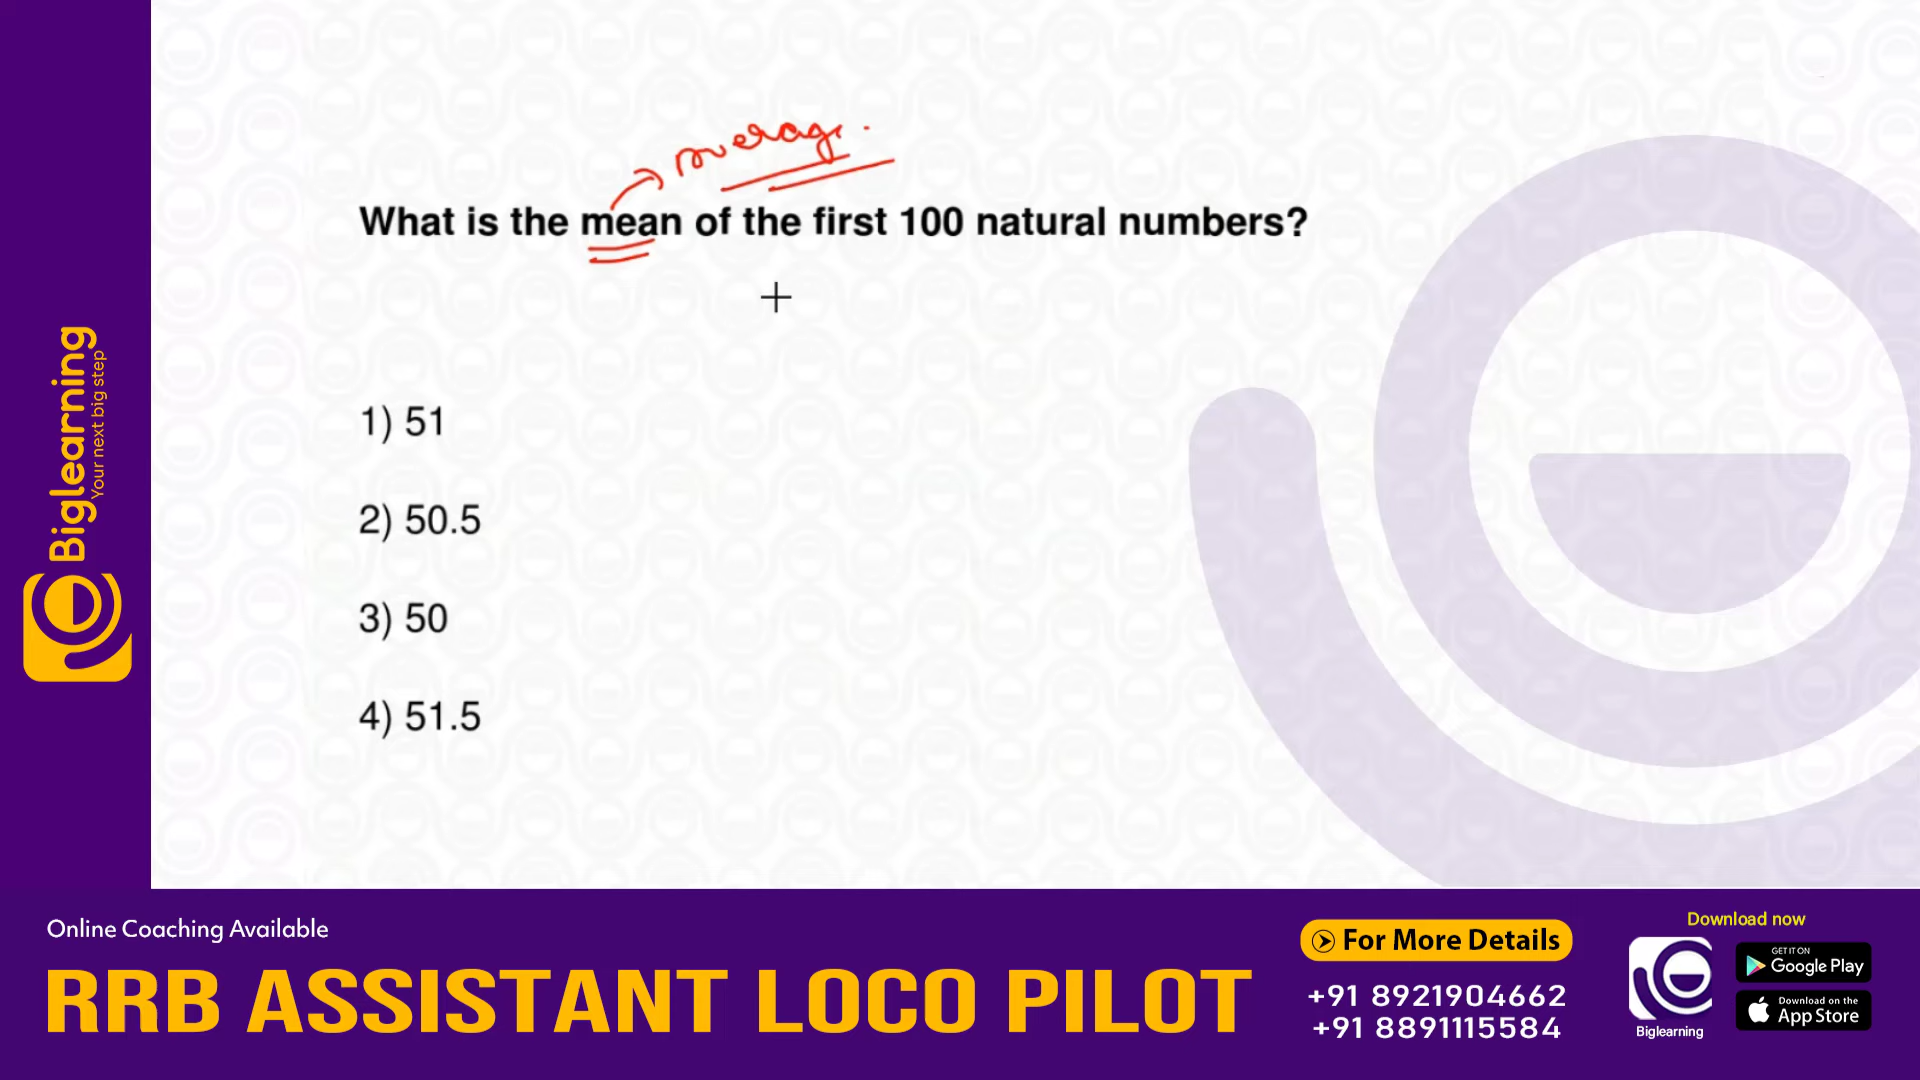 average.
What is the mean of the first 100 natural numbers?
1) 51
2) 50.5
3) 50
4) 51.5
Biglearning
Your next big step
Online Coaching Available
RRB ASSISTANT LOCO PILOT
For More Details
+91 8921904662
+91 8891115584
Download now
Biglearning
GET IT ON
Google Play
Download on the
App Store